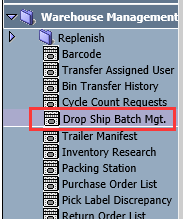 Warehouse Management
Replenish
Barcode
Transfer Assigned User
Bin Transfer History
Cycle Count Requests
Drop Ship Batch Mgt.
Trailer Manifest
Inventory Research
Packing Station
Purchase Order List
Pick Label Discrepancy
Return Order List